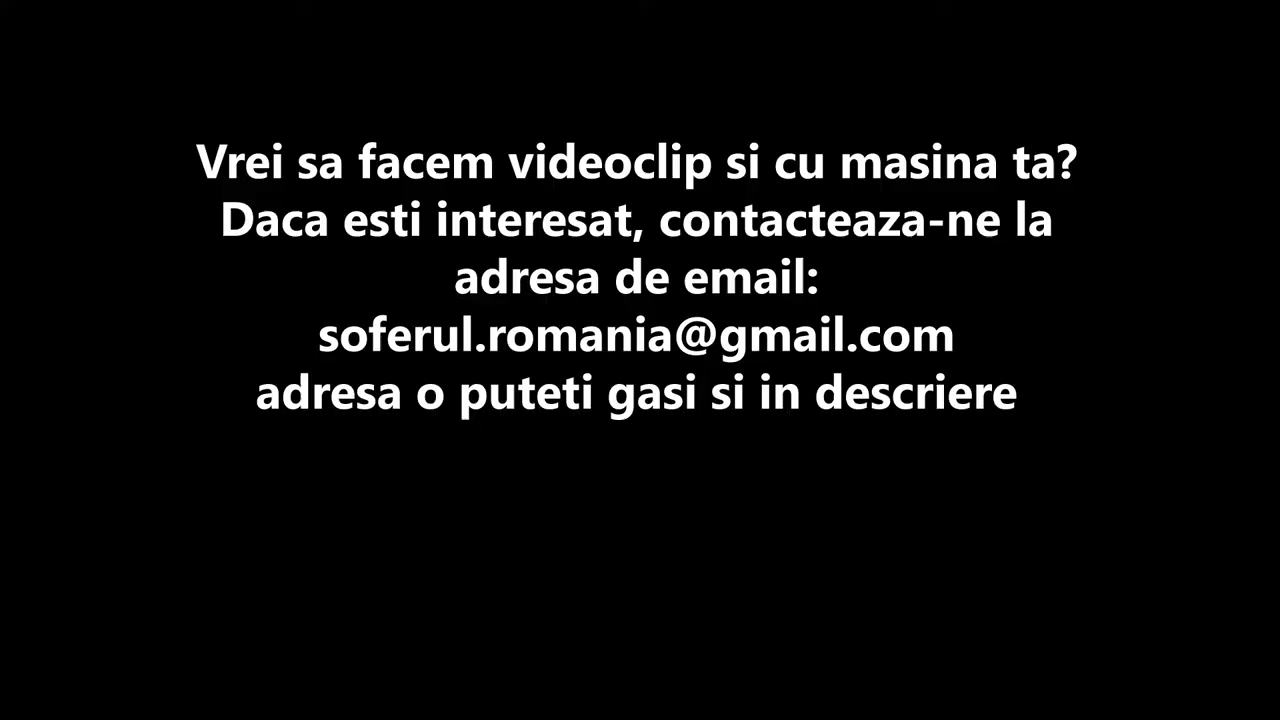 Vrei sa facem videoclip si cu masina ta?
Daca esti interesat, contacteaza-ne la
adresa de email:
soferul.romania@gmail.com
adresa o puteti gasi si in descriere